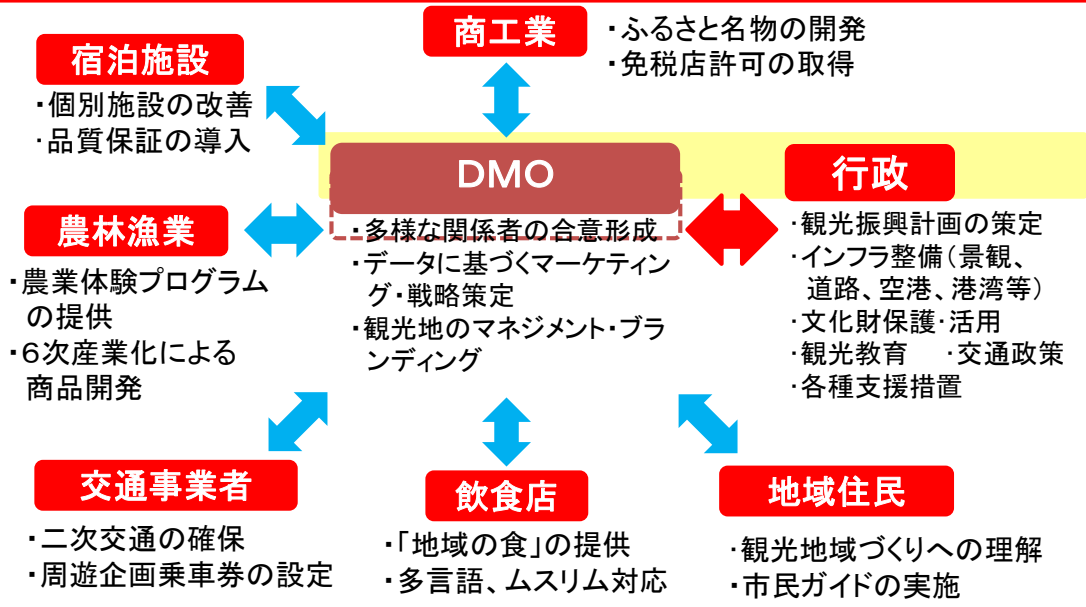 商工業
・ふるさと名物の開発
・免税店許可の取得
宿泊施設
・個別施設の改善
・品質保証の導入
DMO
・多様な関係者の合意形成
・データに基づくマーケティン
グ・戦略策定
・観光地のマネジメント・ブラ
ンディング
行政
・観光振興計画の策定
・インフラ整備(景観、
道路、空港、港湾等)
・文化財保護・活用
・観光教育　・交通政策
・各種支援措置
農林漁業
・農業体験プログラム
の提供
・６次産業化による
商品開発
交通事業者
・二次交通の確保
・周遊企画乗車券の設定
飲食店
・「地域の食」の提供
・多言語、ムスリム対応
地域住民
・観光地域づくりへの理解
・市民ガイドの実施